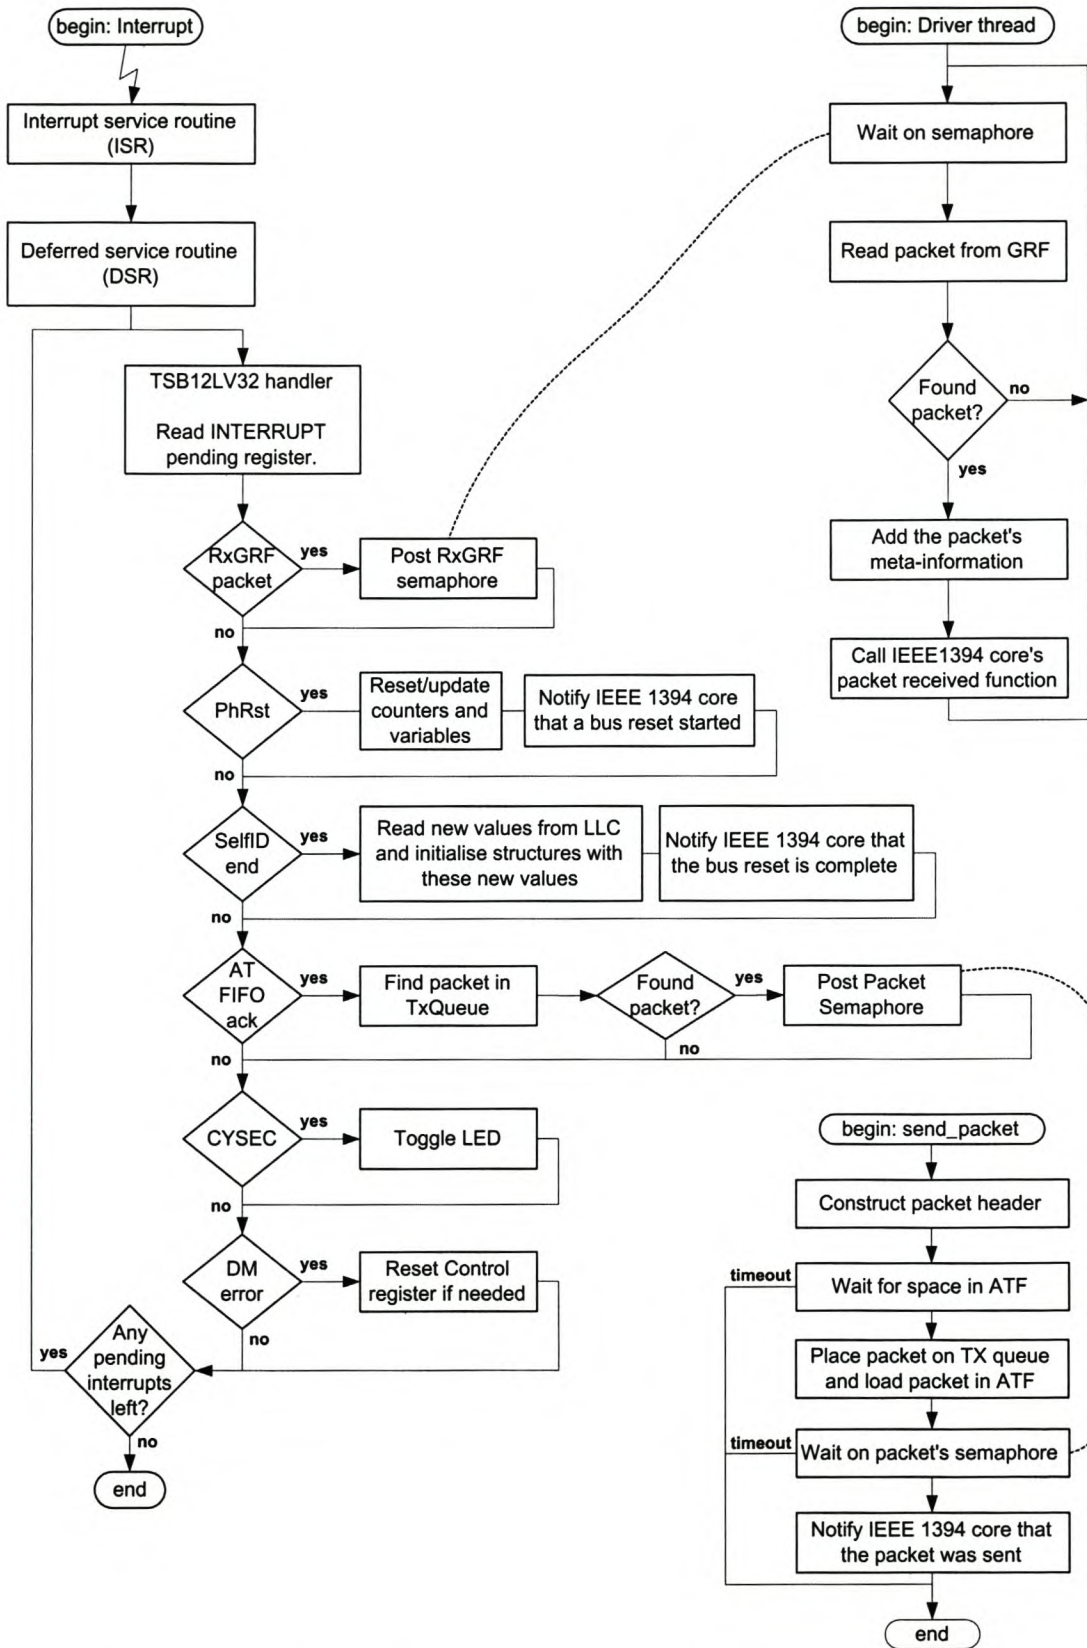 begin: Interrupt
Interrupt service routine
(ISR)
Deferred service routine
(DSR)
TSB12LV32 handler
Read INTERRUPT
pending register.
RxGRF
packet
yes
Post RxGRF
semaphore
no
PhRst
yes
Reset/update
counters and
variables
Notify IEEE 1394 core
that a bus reset started
no
SelfID
end
yes
Read new values from LLC
and initialise structures with
these new values
Notify IEEE 1394 core that
the bus reset is complete
no
AT
FIFO
ack
yes
Find packet in
TxQueue
Found
packet?
yes
Post Packet
Semaphore
no
no
CYSEC
yes
Toggle LED
no
DM
error
yes
Reset Control
register if needed
no
Any
pending
interrupts
left?
yes
no
end
begin: Driver thread
Wait on semaphore
Read packet from GRF
Found
packet?
no
yes
Add the packet's
meta-information
Call IEEE1394 core's
packet received function
begin: send_packet
Construct packet header
timeout
Wait for space in ATF
Place packet on TX queue
and load packet in ATF
timeout
Wait on packet's semaphore
Notify IEEE 1394 core that
the packet was sent
end